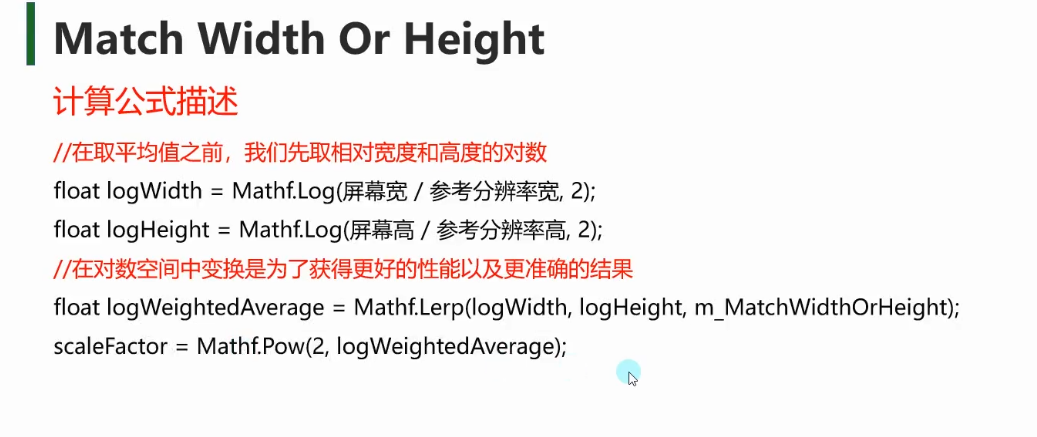 Match Width Or Height
计算公式描述
//在取平均值之前，我们先取相对宽度和高度的对数
float logWidth = Mathf.Log(屏幕宽 / 参考分辨率宽, 2);
float logHeight = Mathf.Log(屏幕高 / 参考分辨率高, 2);
//在对数空间中变换是为了获得更好的性能以及更准确的结果
float logWeightedAverage = Mathf.Lerp(logWidth, logHeight, m_MatchWidthOrHeight);
scaleFactor = Mathf.Pow(2, logWeightedAverage);